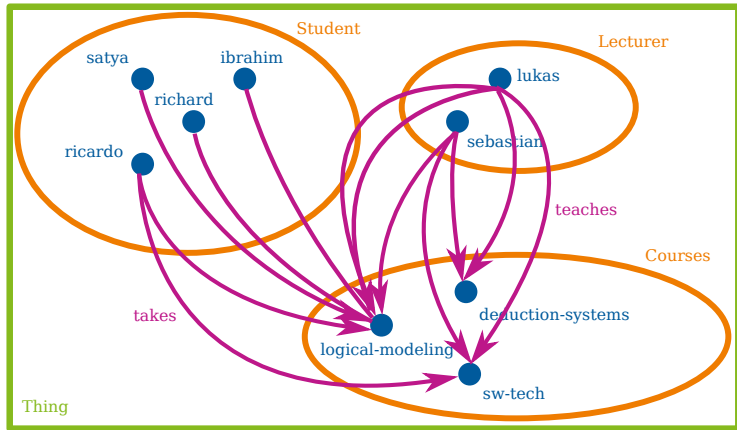 Student
Lecturer
satya
ibrahim
lukas
richard
sebastian
ricardo
teaches
Courses
takes
deduction-systems
logical-modeling
sw-tech
Thing